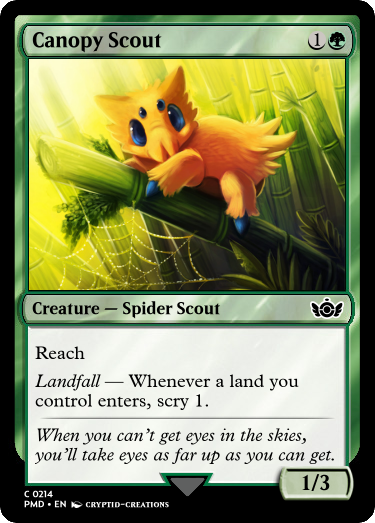 Canopy Scout 1
Creature — Spider Scout
Reach
Landfall — Whenever a land you
control enters, scry 1.
When you can't get eyes in the skies,
you'll take eyes as far up as you can get.
1/3
C 0214
PMD • EN CRYPTID-CREATIONS